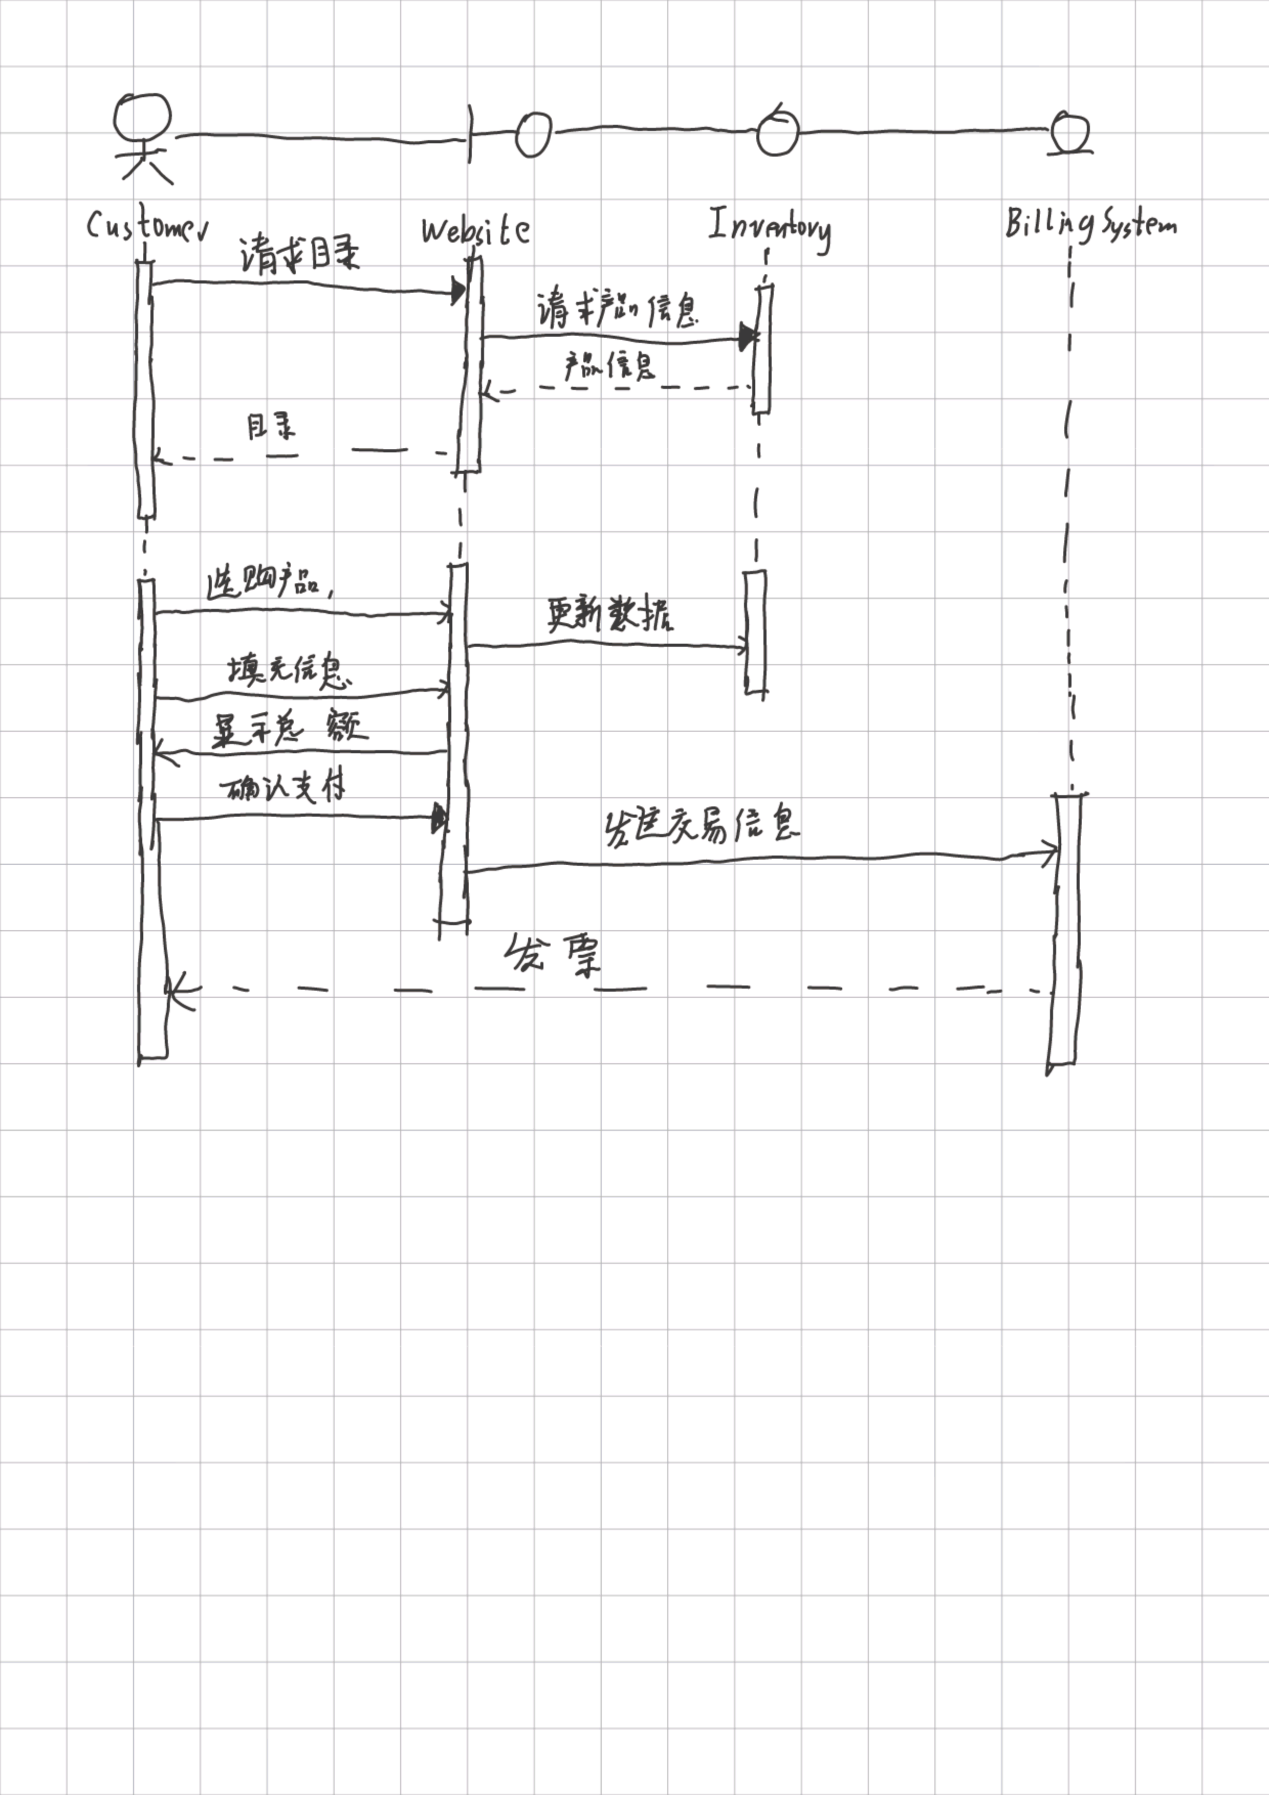 Customer
Website
Inventory
Billing System
请求目录
请求产品信息
产品信息
目录
选购产品,
更新数据
填充信息
显示总额
确认支付
发送交易信息
发票